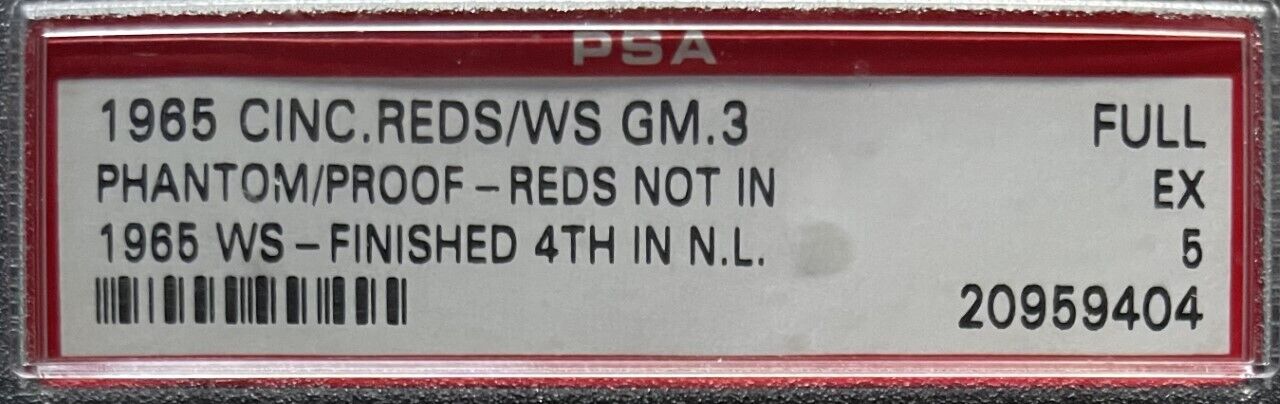 PSA
1965 CINC.REDS/WS GM.3 FULL
PHANTOM/PROOF-REDS NOT IN EX
1965 WS-FINISHED 4TH IN N.L. 5
20959404